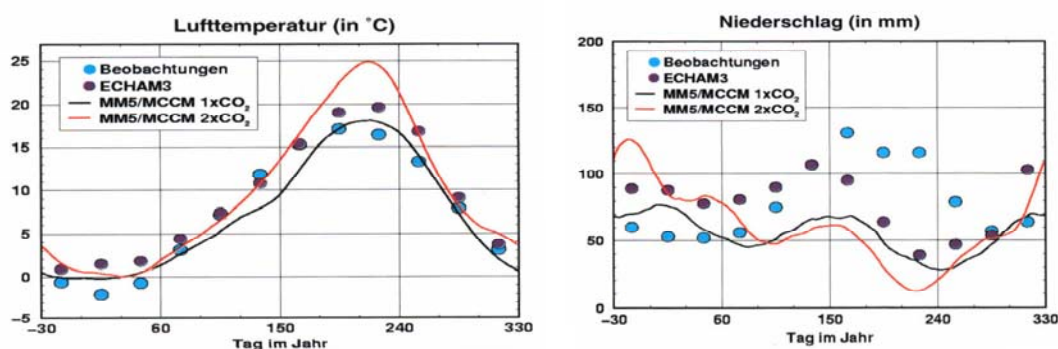 Lufttemperatur (in °C)
25
20
15
10
5
0
−5
Beobachtungen
ECHAM3
MM5/MCCM 1xCO₂
MM5/MCCM 2xCO₂
−30 60 150 240 330
Tag im Jahr
Niederschlag (in mm)
200
150
100
50
0
Beobachtungen
ECHAM3
MM5/MCCM 1xCO₂
MM5/MCCM 2xCO₂
−30 60 150 240 330
Tag im Jahr